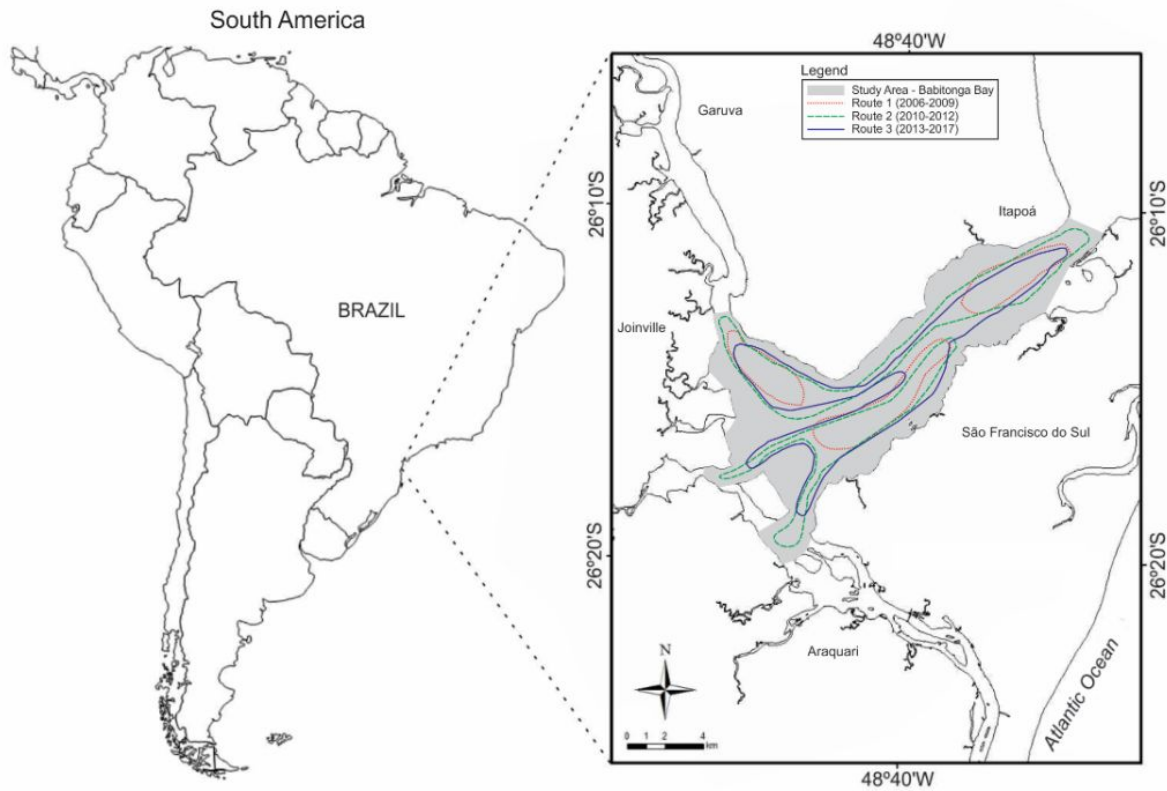 South America
BRAZIL
48º40'W
Legend
Study Area - Babitonga Bay
Route 1 (2006-2009)
Route 2 (2010-2012)
Route 3 (2013-2017)
Garuva
26º10'S
Itapoá
26º10'S
Joinville
São Francisco do Sul
26º20'S
26º20'S
Araquari
Atlantic Ocean
N
0 1 2 4
km
48º40'W